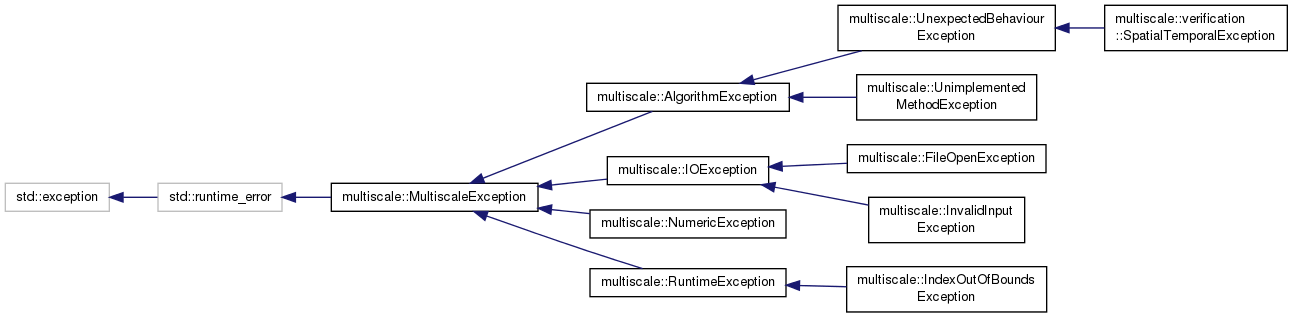 multiscale::UnexpectedBehaviour
Exception
multiscale::verification
::SpatialTemporalException
multiscale::AlgorithmException
multiscale::Unimplemented
MethodException
multiscale::IOException
multiscale::FileOpenException
std::exception
std::runtime_error
multiscale::MultiscaleException
multiscale::InvalidInput
Exception
multiscale::NumericException
multiscale::RuntimeException
multiscale::IndexOutOfBounds
Exception